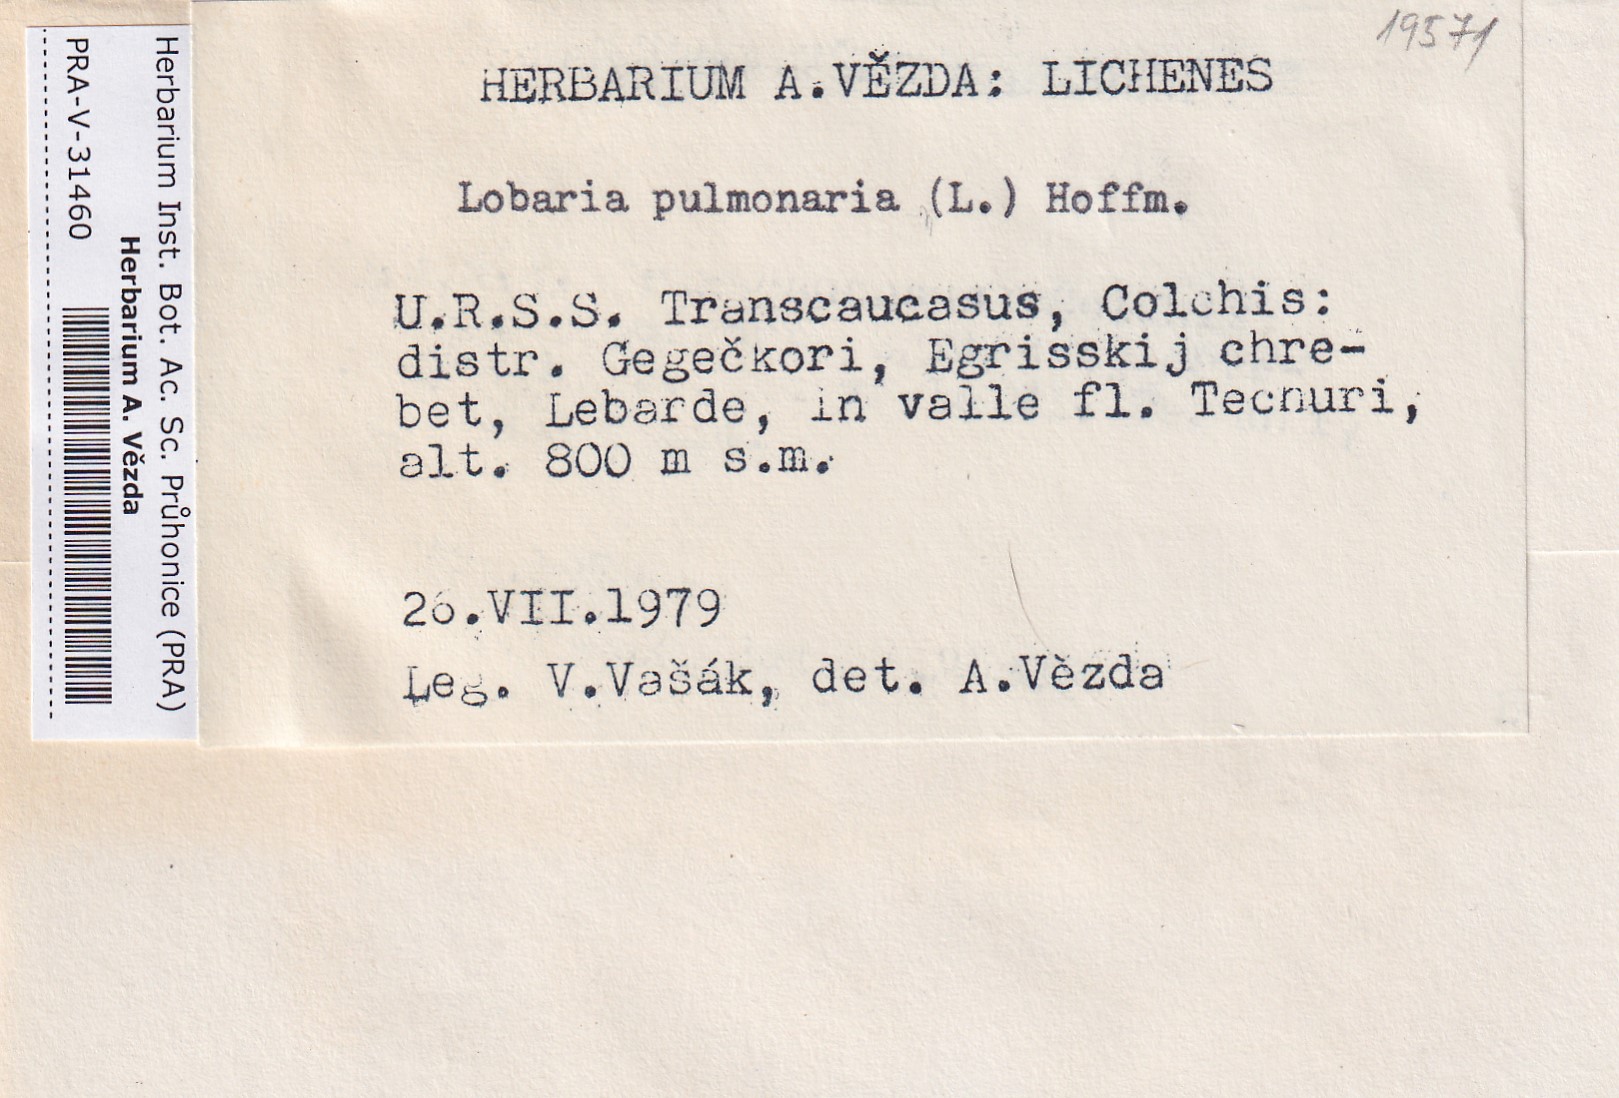 19571
HERBARIUM A.VĚZDA: LICHENES
Lobaria pulmonaria (L.) Hoffm.
U.R.S.S. Transcaucasus, Colchis:
distr. Gegečkori, Egrisskij chre-
bet, Lebarde, in valle fl. Techuri,
alt. 800 m s.m.
26.VII.1979
Leg. V.Vašák, det. A.Vězda
Herbarium Inst. Bot. Ac. Sc. Průhonice (PRA)
Herbarium A. Vězda
PRA-V-31460